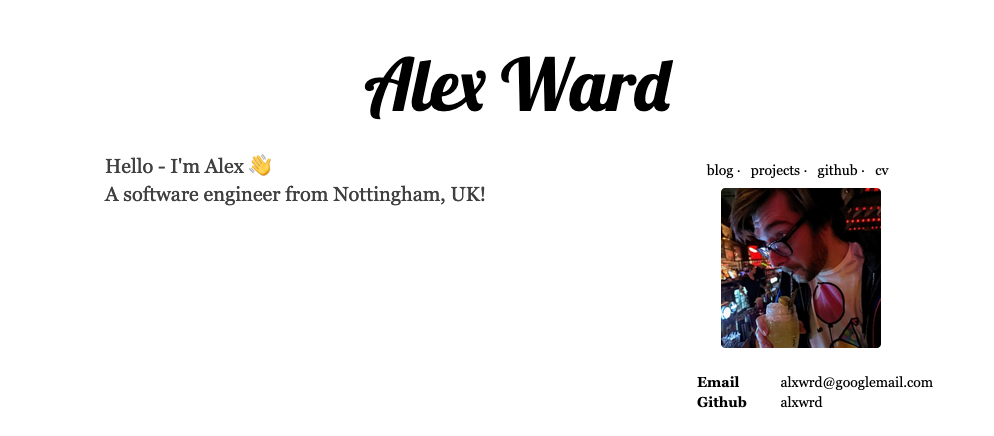 Alex Ward
Hello - I'm Alex 👋
A software engineer from Nottingham, UK!
blog · projects · github · cv
Email alxwrd@googlemail.com
Github alxwrd